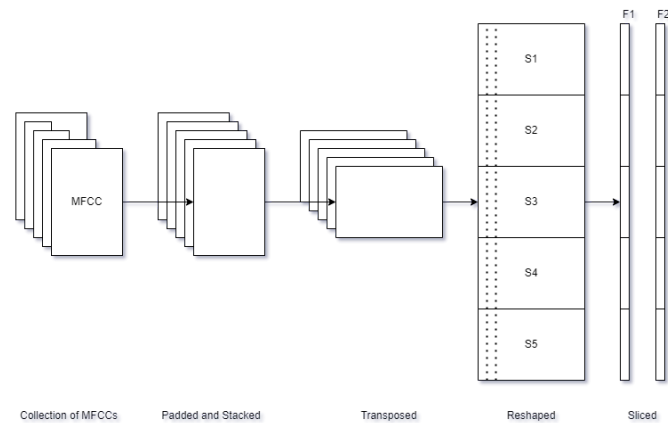 F1
F2
S1
S2
MFCC
S3
S4
S5
Collection of MFCCs
Padded and Stacked
Transposed
Reshaped
Sliced